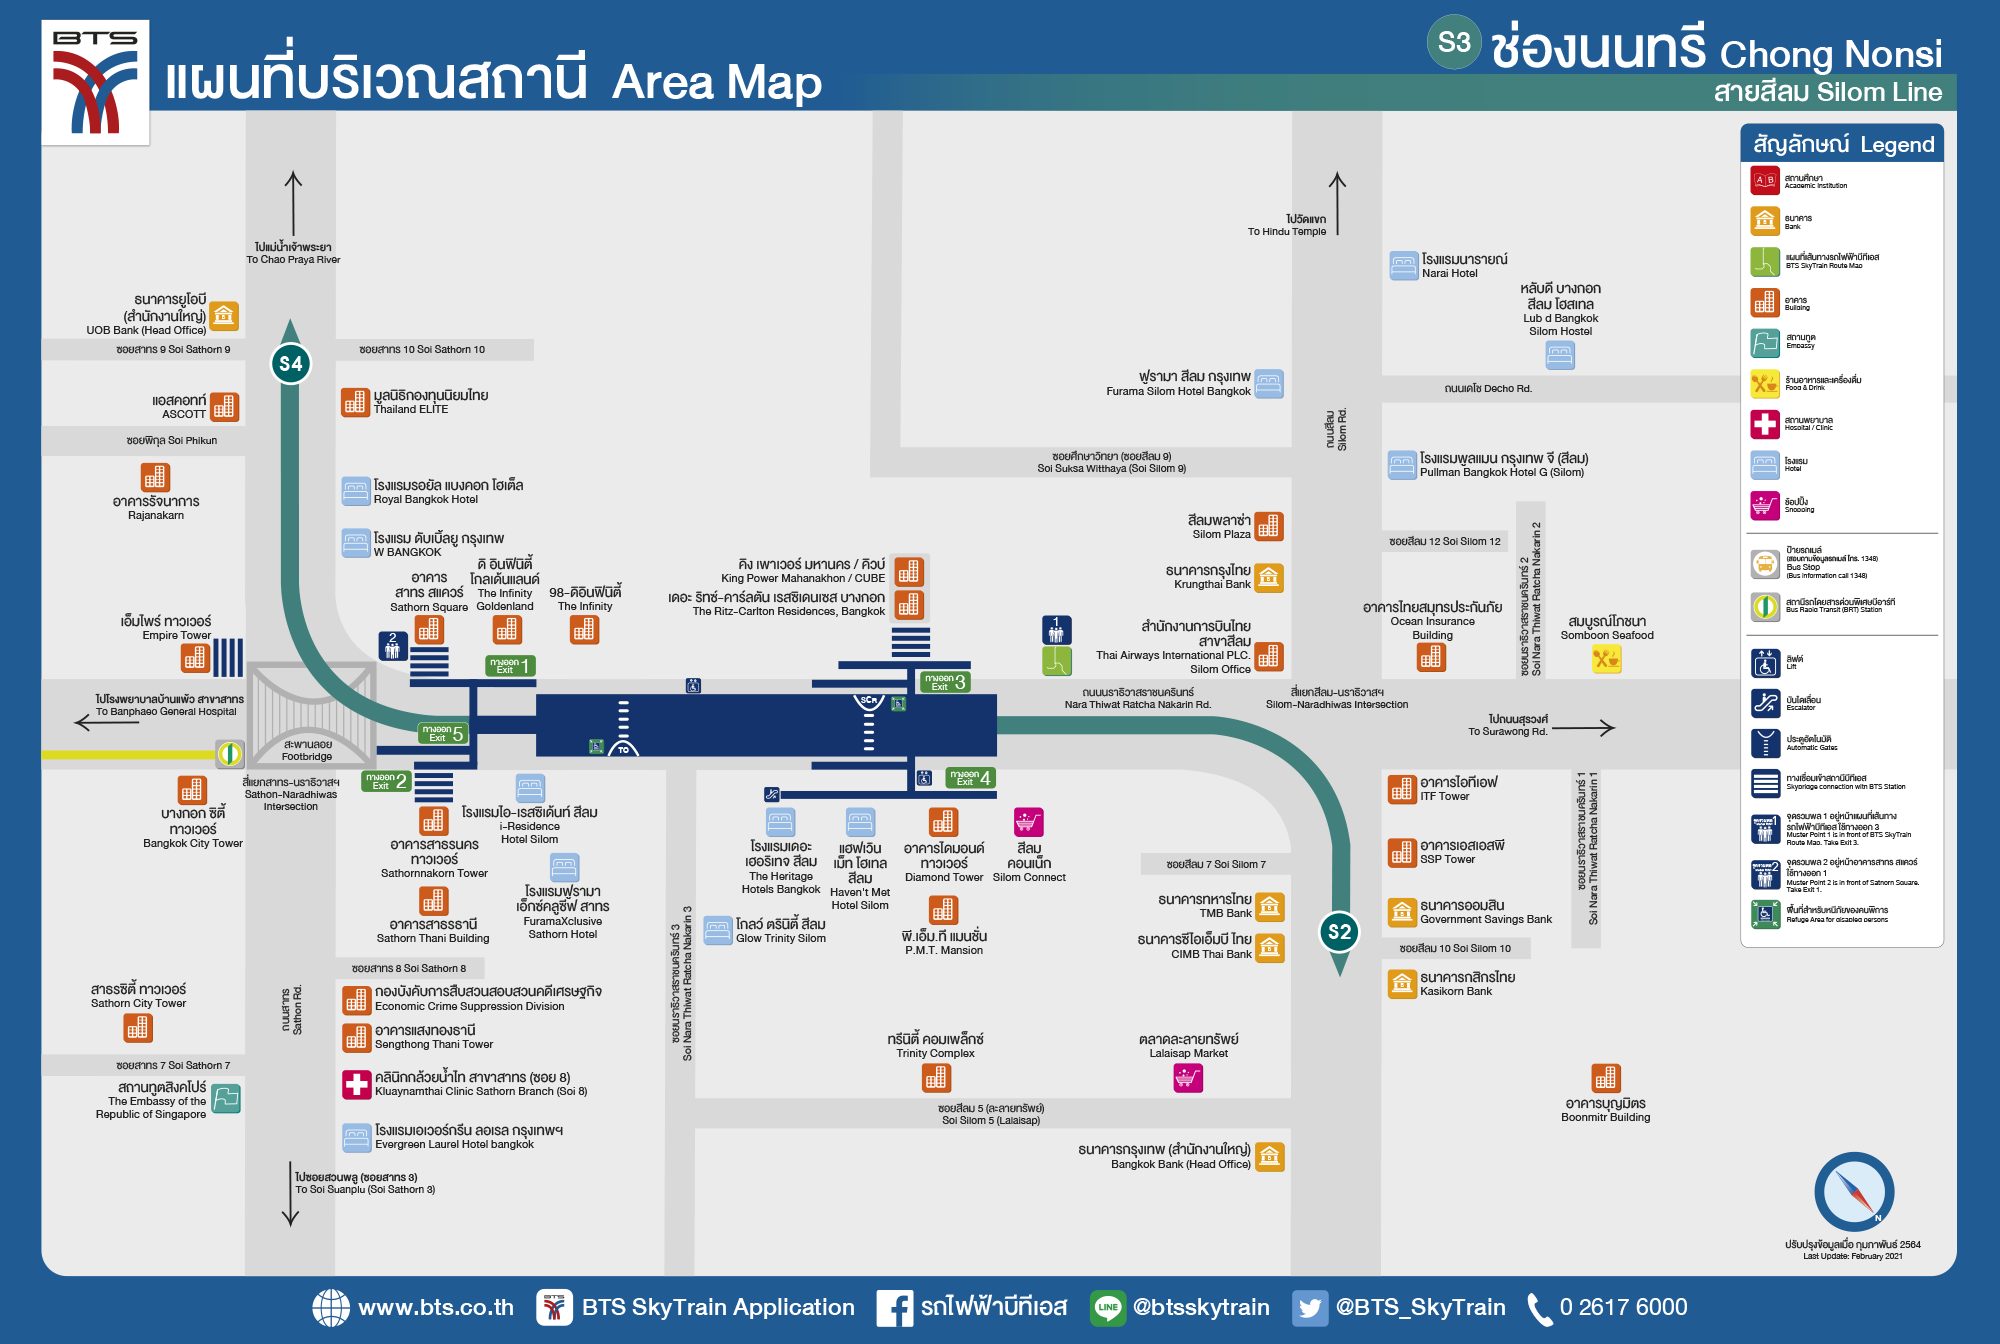 BTS
แผนที่บริเวณสถานี Area Map
S3 ช่องนนทรี Chong Nonsi
สายสีลม Silom Line
สัญลักษณ์ Legend
สถานศึกษา
Academic Institution
ธนาคาร
Bank
แผนที่เส้นทางรถไฟฟ้าบีทีเอส
BTS SkyTrain Route Map
อาคาร
Building
สถานทูต
Embassy
ร้านอาหารและเครื่องดื่ม
Food & Drink
สถานพยาบาล
Hospital / Clinic
โรงแรม
Hotel
ช้อปปิ้ง
Shopping
ป้ายรถเมล์
(สอบถามข้อมูลรถเมล์ โทร. 1348)
Bus Stop
(Bus information call 1348)
สถานีรถโดยสารด่วนพิเศษบีอาร์ที
Bus Rapid Transit (BRT) Station
ลิฟต์
Lift
บันไดเลื่อน
Escalator
ประตูอัตโนมัติ
Automatic Gates
ทางเชื่อมเข้าสถานีบีทีเอส
Skybridge connection with BTS Station
จุดรวมพล 1 อยู่หน้าแผนที่เส้นทาง
รถไฟฟ้าบีทีเอส ใช้ทางออก 3
Muster Point 1 is in front of BTS SkyTrain
Route Map. Take Exit 3.
จุดรวมพล 2 อยู่หน้าอาคารสาทร สแควร์
ใช้ทางออก 1
Muster Point 2 is in front of Sathorn Square.
Take Exit 1.
พื้นที่สำหรับหนีภัยของคนพิการ
Refuge Area for disabled persons
ไปแม่น้ำเจ้าพระยา
To Chao Praya River
ไปวัดแขก
To Hindu Temple
ธนาคารยูโอบี
(สำนักงานใหญ่)
UOB Bank (Head Office)
ซอยสาทร 9 Soi Sathorn 9
S4
ซอยสาทร 10 Soi Sathorn 10
แอสคอทท์
ASCOTT
มูลนิธิกองทุนนิยมไทย
Thailand ELITE
ซอยพิกุล Soi Phikun
อาคารรัจนาการ
Rajanakarn
โรงแรมรอยัล แบงคอก โฮเต็ล
Royal Bangkok Hotel
โรงแรม ดับเบิ้ลยู กรุงเทพ
W BANGKOK
อาคาร
สาทร สแควร์
Sathorn Square
ดิ อินฟินิตี้
โกลเด้นแลนด์
The Infinity
Goldenland
98-ดิอินฟินิตี้
The Infinity
คิง เพาเวอร์ มหานคร / คิวบ์
King Power Mahanakhon / CUBE
เดอะ ริทซ์-คาร์ลตัน เรสซิเดนเซส บางกอก
The Ritz-Carlton Residences, Bangkok
โรงแรมนารายณ์
Narai Hotel
หลับดี บางกอก
สีลม โฮสเทล
Lub d Bangkok
Silom Hostel
ฟูรามา สีลม กรุงเทพ
Furama Silom Hotel Bangkok
ถนนเดโช Decho Rd.
ถนนสีลม
Silom Rd.
ซอยศึกษาวิทยา (ซอยสีลม 9)
Soi Suksa Witthaya (Soi Silom 9)
โรงแรมพูลแมน กรุงเทพ จี (สีลม)
Pullman Bangkok Hotel G (Silom)
สีลมพลาซ่า
Silom Plaza
ซอยสีลม 12 Soi Silom 12
ธนาคารกรุงไทย
Krungthai Bank
ซอยนราธิวาสราชนครินทร์ 2
Soi Nara Thiwat Ratcha Nakarin 2
สำนักงานการบินไทย
สาขาสีลม
Thai Airways International PLC.
Silom Office
อาคารไทยสมุทรประกันภัย
Ocean Insurance
Building
สมบูรณ์โภชนา
Somboon Seafood
เอ็มไพร์ ทาวเวอร์
Empire Tower
2
1
ทางออก
Exit 1
ทางออก
Exit 3
ทางออก
Exit 5
SCR
TO
ทางออก
Exit 2
ทางออก
Exit 4
ไปโรงพยาบาลบ้านแพ้ว สาขาสาทร
To Banphaeo General Hospital
สะพานลอย
Footbridge
ถนนนราธิวาสราชนครินทร์
Nara Thiwat Ratcha Nakarin Rd.
สี่แยกสีลม-นราธิวาสฯ
Silom-Naradhiwas Intersection
ไปถนนสุรวงศ์
To Surawong Rd.
สี่แยกสาทร-นราธิวาสฯ
Sathon-Naradhiwas
Intersection
บางกอก ซิตี้
ทาวเวอร์
Bangkok City Tower
อาคารสาธรนคร
ทาวเวอร์
Sathornnakorn Tower
โรงแรมไอ-เรสซิเด้นท์ สีลม
i-Residence
Hotel Silom
โรงแรมฟูรามา
เอ็กซ์คลูซีฟ สาทร
FuramaXclusive
Sathorn Hotel
อาคารสาธรธานี
Sathorn Thani Building
ซอยสาทร 8 Soi Sathorn 8
โรงแรมเดอะ
เฮอริเทจ สีลม
The Heritage
Hotels Bangkok
แฮฟเว้น
เม็ท โฮเทล
สีลม
Haven't Met
Hotel Silom
อาคารไดมอนด์
ทาวเวอร์
Diamond Tower
สีลม
คอนเน็ก
Silom Connect
โกลว์ ตรินิตี้ สีลม
Glow Trinity Silom
พี.เอ็ม.ที แมนชั่น
P.M.T. Mansion
อาคารไอทีเอฟ
ITF Tower
อาคารเอสเอสพี
SSP Tower
ซอยสีลม 7 Soi Silom 7
ซอยนราธิวาสราชนครินทร์ 1
Soi Nara Thiwat Ratcha Nakarin 1
ธนาคารทหารไทย
TMB Bank
ธนาคารซีไอเอ็มบี ไทย
CIMB Thai Bank
S2
ธนาคารออมสิน
Government Savings Bank
ซอยสีลม 10 Soi Silom 10
ธนาคารกสิกรไทย
Kasikorn Bank
ซอยนราธิวาสราชนครินทร์ 3
Soi Nara Thiwat Ratcha Nakarin 3
สาธรซิตี้ ทาวเวอร์
Sathorn City Tower
ถนนสาทร
Sathon Rd.
กองบังคับการสืบสวนสอบสวนคดีเศรษฐกิจ
Economic Crime Suppression Division
อาคารแสงทองธานี
Sengthong Thani Tower
ซอยสาทร 7 Soi Sathorn 7
คลินิกกล้วยน้ำไท สาขาสาทร (ซอย 8)
Kluaynamthai Clinic Sathorn Branch (Soi 8)
สถานทูตสิงคโปร์
The Embassy of the
Republic of Singapore
โรงแรมเอเวอร์กรีน ลอเรล กรุงเทพฯ
Evergreen Laurel Hotel bangkok
ทรีนิตี้ คอมเพล็กซ์
Trinity Complex
ตลาดละลายทรัพย์
Lalaisap Market
ซอยสีลม 5 (ละลายทรัพย์)
Soi Silom 5 (Lalaisap)
อาคารบุญมิตร
Boonmitr Building
ธนาคารกรุงเทพ (สำนักงานใหญ่)
Bangkok Bank (Head Office)
ไปซอยสวนพลู (ซอยสาทร 3)
To Soi Suanplu (Soi Sathorn 3)
N
ปรับปรุงข้อมูลเมื่อ กุมภาพันธ์ 2564
Last Update: February 2021
www.bts.co.th
BTS SkyTrain Application
รถไฟฟ้าบีทีเอส
LINE @btsskytrain
@BTS_SkyTrain
0 2617 6000